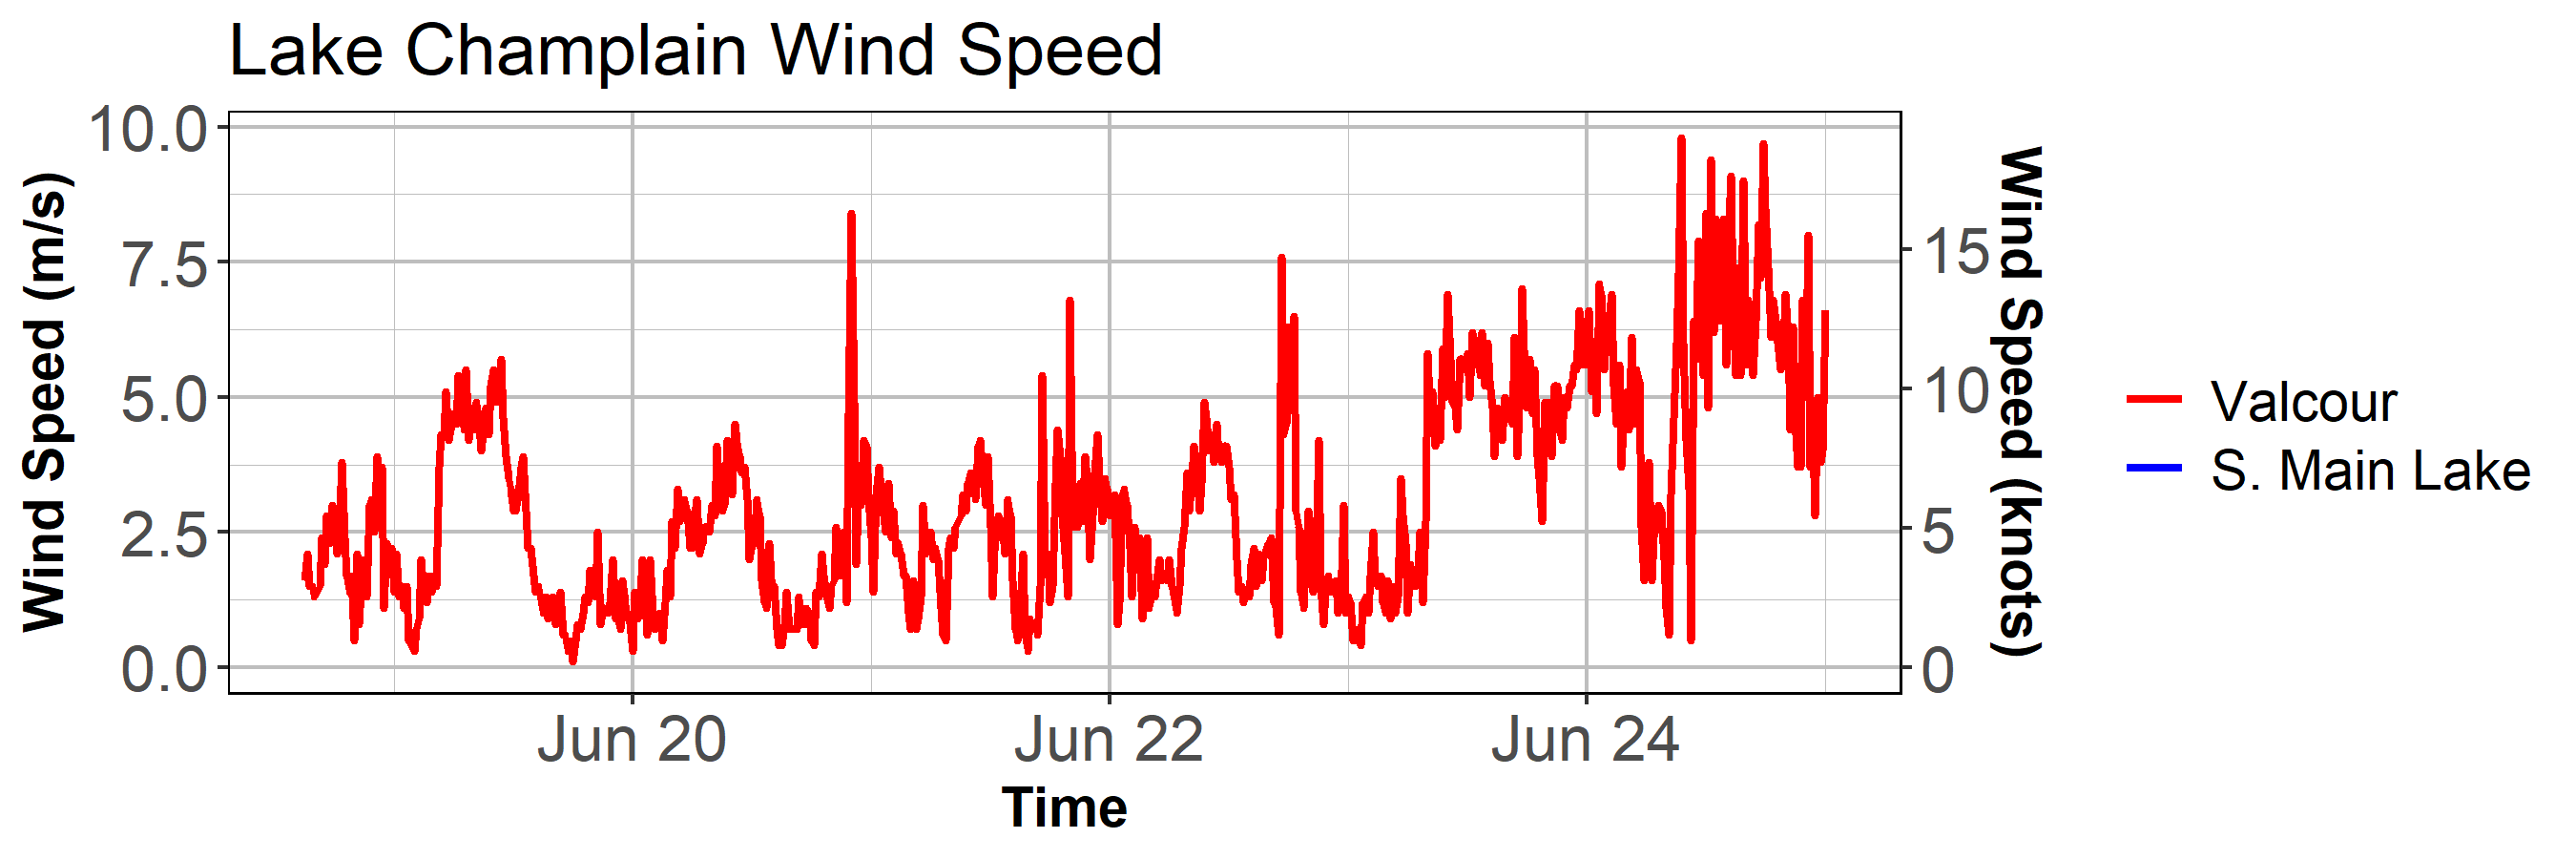 Lake Champlain Wind Speed
Wind Speed (m/s)
10.0
7.5
5.0
2.5
0.0
Jun 20
Jun 22
Jun 24
Time
15
10
5
0
Wind Speed (knots)
Valcour
S. Main Lake